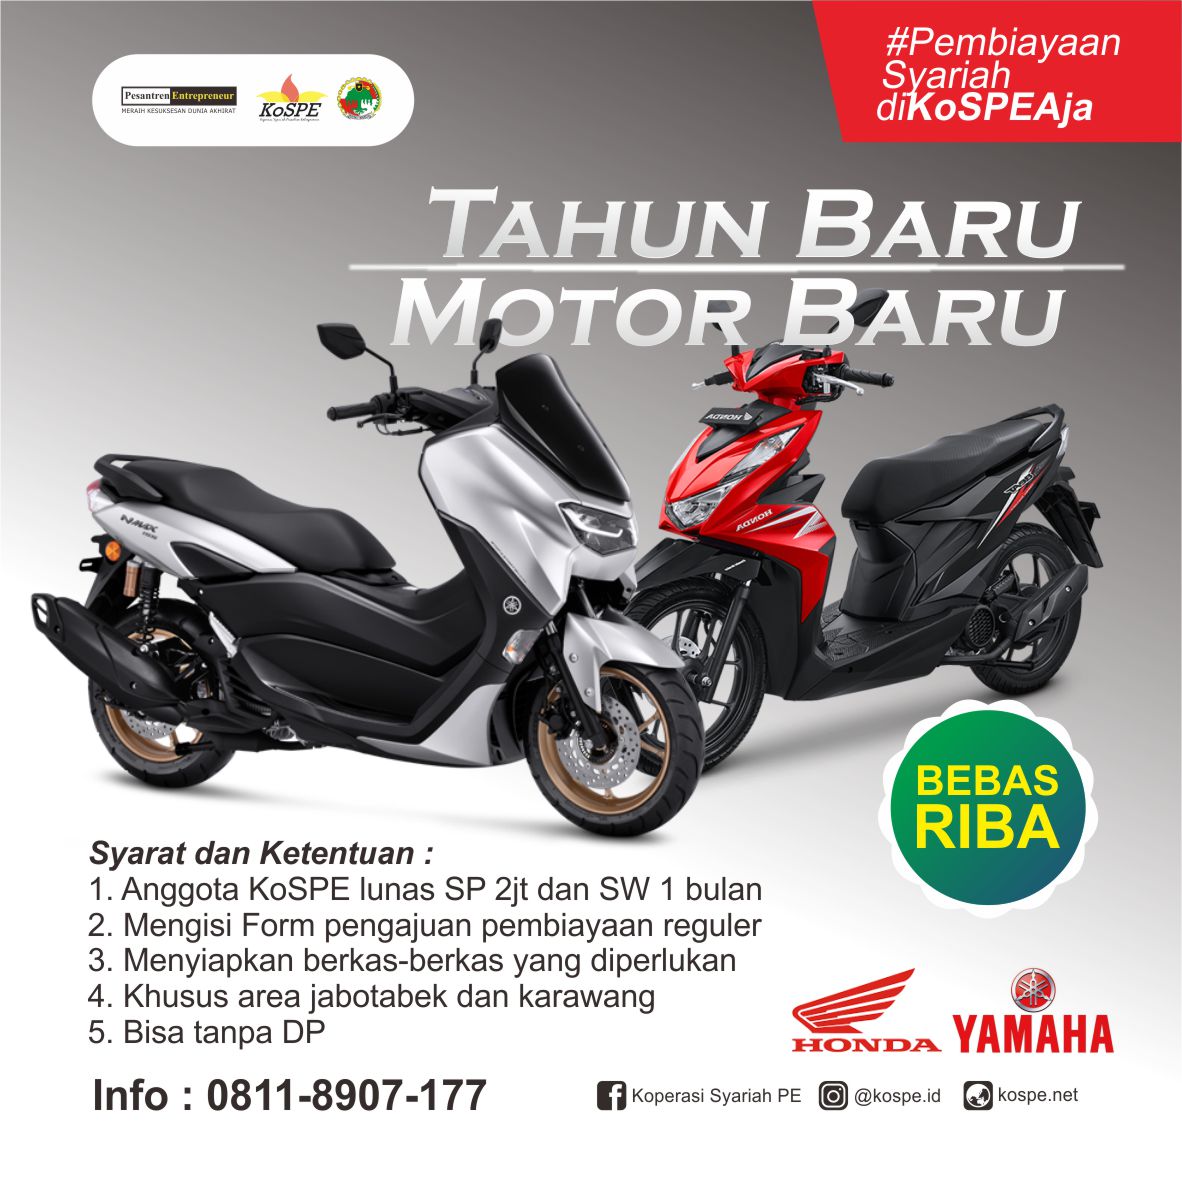 Pesantren Entrepreneur
MERAIH KESUKSESAN DUNIA AKHIRAT
KoSPE
#Pembiayaan
Syariah
diKoSPEAja
TAHUN BARU
MOTOR BARU
HONDA
HONDA
NMAX
BEBAS
RIBA
Syarat dan Ketentuan :
1. Anggota KoSPE lunas SP 2jt dan SW 1 bulan
2. Mengisi Form pengajuan pembiayaan reguler
3. Menyiapkan berkas-berkas yang diperlukan
4. Khusus area jabotabek dan karawang
5. Bisa tanpa DP
HONDA
YAMAHA
Info : 0811-8907-177
Koperasi Syariah PE
@kospe.id
kospe.net